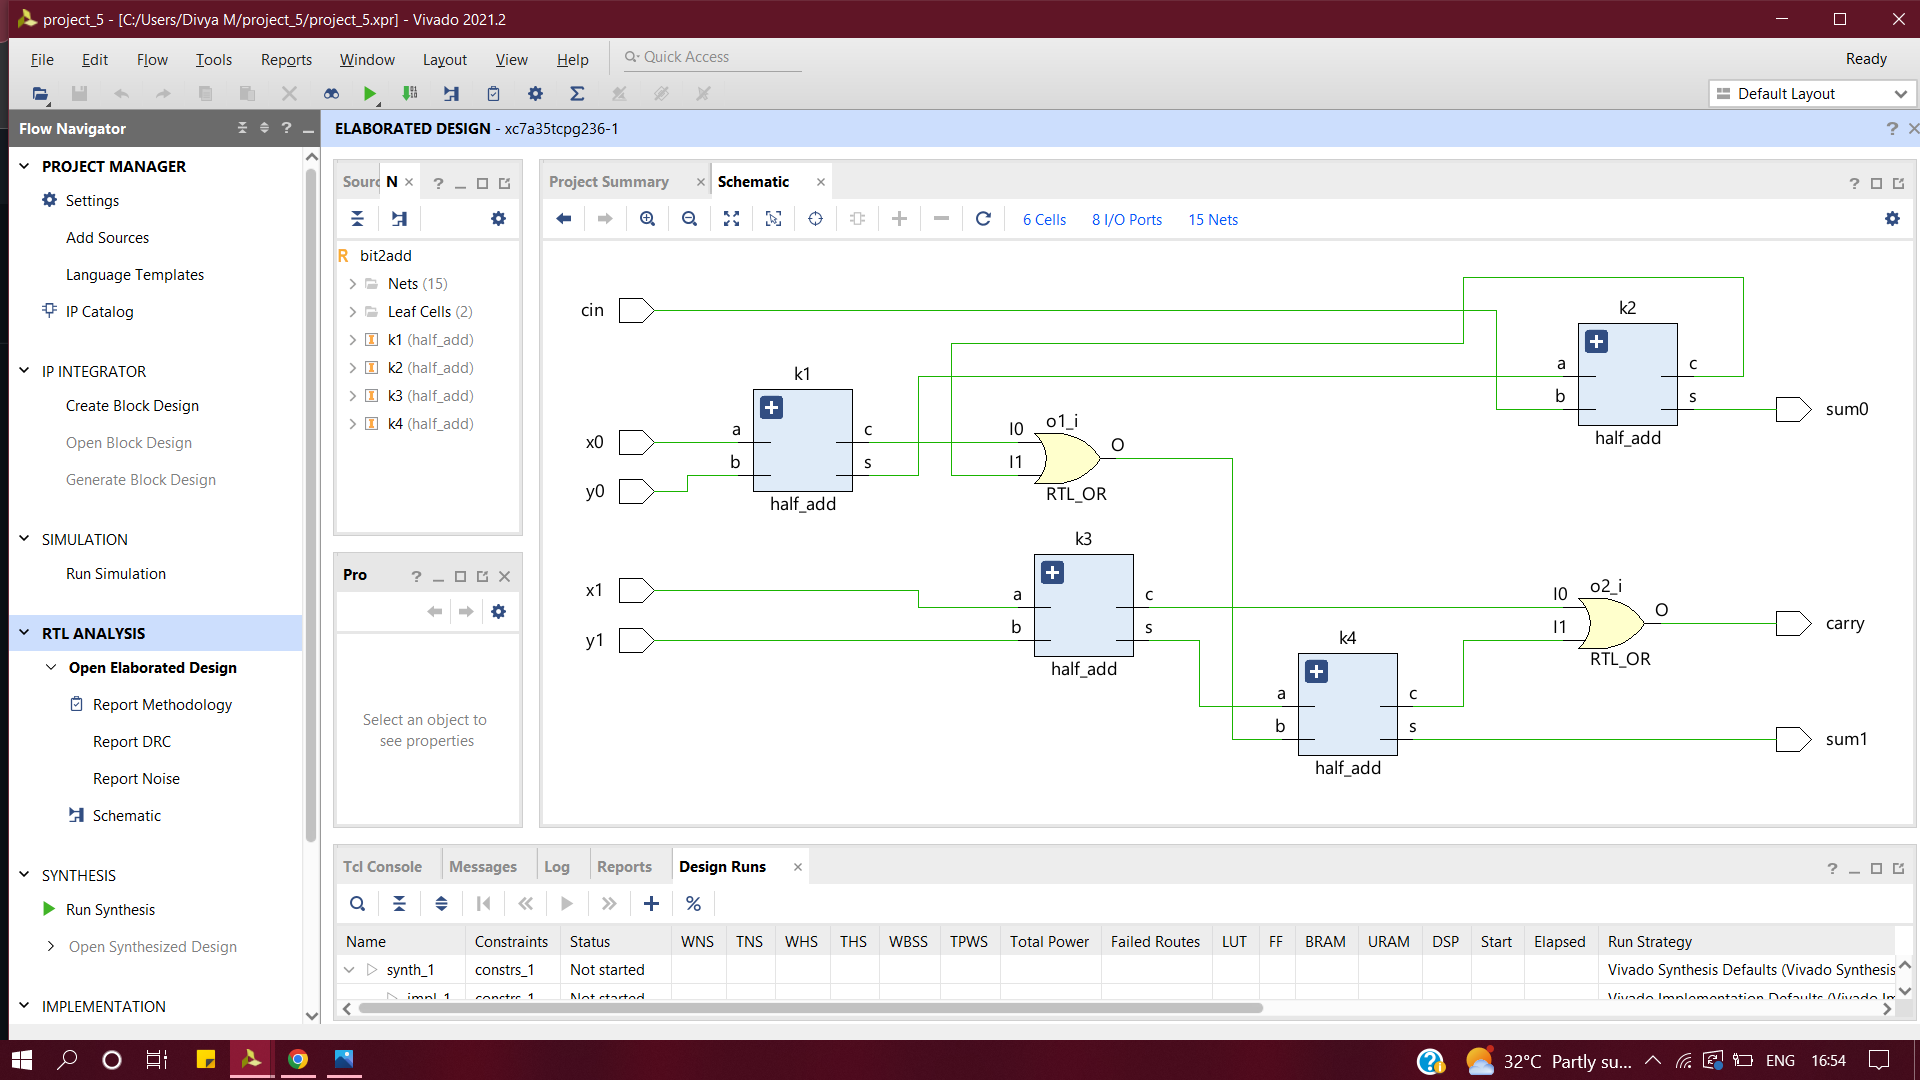 project_5 - [C:/Users/Divya M/project_5/project_5.xpr] - Vivado 2021.2
File Edit Flow Tools Reports Window Layout View Help Quick Access Ready
Default Layout
Flow Navigator
ELABORATED DESIGN - xc7a35tcpg236-1
PROJECT MANAGER
Settings
Add Sources
Language Templates
IP Catalog
IP INTEGRATOR
Create Block Design
Open Block Design
Generate Block Design
SIMULATION
Run Simulation
RTL ANALYSIS
Open Elaborated Design
Report Methodology
Report DRC
Report Noise
Schematic
SYNTHESIS
Run Synthesis
Open Synthesized Design
IMPLEMENTATION
Sourc N
bit2add
Nets (15)
Leaf Cells (2)
k1 (half_add)
k2 (half_add)
k3 (half_add)
k4 (half_add)
Pro
Select an object to
see properties
Project Summary Schematic
6 Cells 8 I/O Ports 15 Nets
cin
k2
a c
b s
half_add
sum0
k1
x0 a c
y0 b s
half_add
o1_i
I0 O
I1
RTL_OR
k3
x1 a c
y1 b s
half_add
k4
a c
b s
half_add
o2_i
I0 O
I1
RTL_OR
carry
sum1
Tcl Console Messages Log Reports Design Runs
Name Constraints Status WNS TNS WHS THS WBSS TPWS Total Power Failed Routes LUT FF BRAM URAM DSP Start Elapsed Run Strategy
synth_1 constrs_1 Not started Vivado Synthesis Defaults (Vivado Synthesis
impl_1 constrs_1 Not started Vivado Implementation Defaults (Vivado Im
32°C Partly su... ENG 16:54